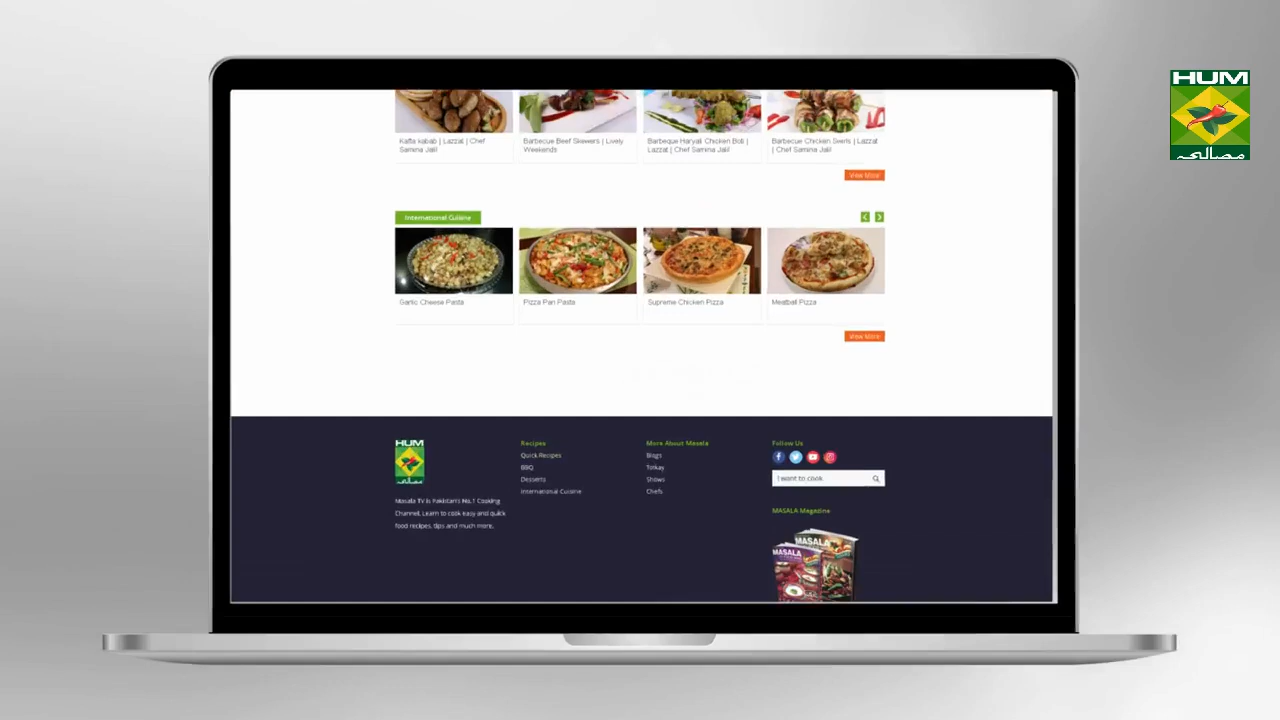 HUM
مصالحہ
Kafta kabab | Lazzat | Chef
Samina Jalil
Barbecue Beef Skewers | Lively
Weekends
Barbeque Haryali Chicken Boti |
Lazzat | Chef Samina Jalil
Barbecue Chicken Swirls | Lazzat
| Chef Samina Jalil
View More
International Cuisine
Garlic Cheese Pasta
Pizza Pan Pasta
Supreme Chicken Pizza
Meatball Pizza
View More
HUM
مصالحہ
Masala TV is Pakistan's No.1 Cooking
Channel. Learn to cook easy and quick
food recipes, tips and much more.
Recipes
Quick Recipes
BBQ
Desserts
International Cuisine
More About Masala
Blogs
Totkay
Shows
Chefs
Follow Us
I want to cook
MASALA Magazine
MASALA
MASALA